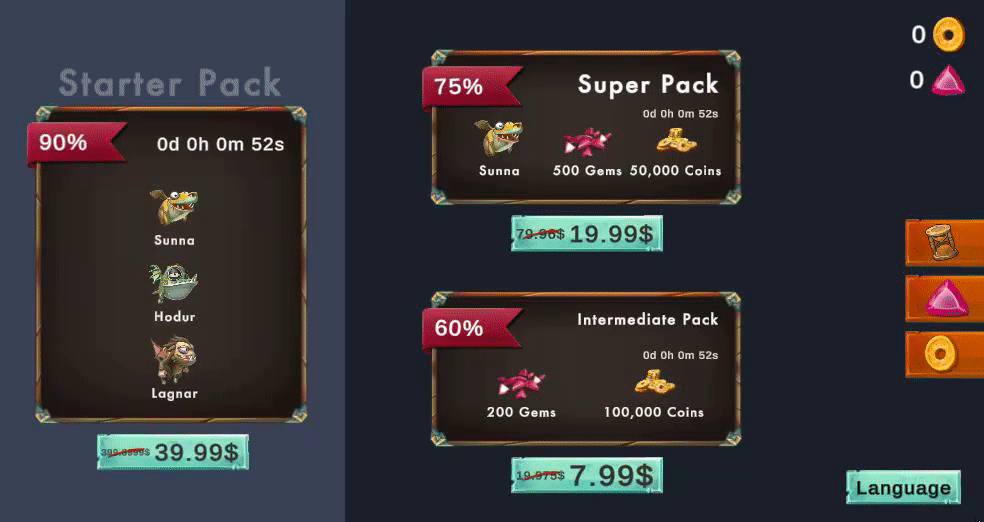 Starter Pack
90%
0d 0h 0m 52s
Sunna
Hodur
Lagnar
399.8999$ 39.99$
75%
Super Pack
0d 0h 0m 52s
Sunna
500 Gems
50,000 Coins
79.96$ 19.99$
60%
Intermediate Pack
0d 0h 0m 52s
200 Gems
100,000 Coins
19.975$ 7.99$
0
0
Language